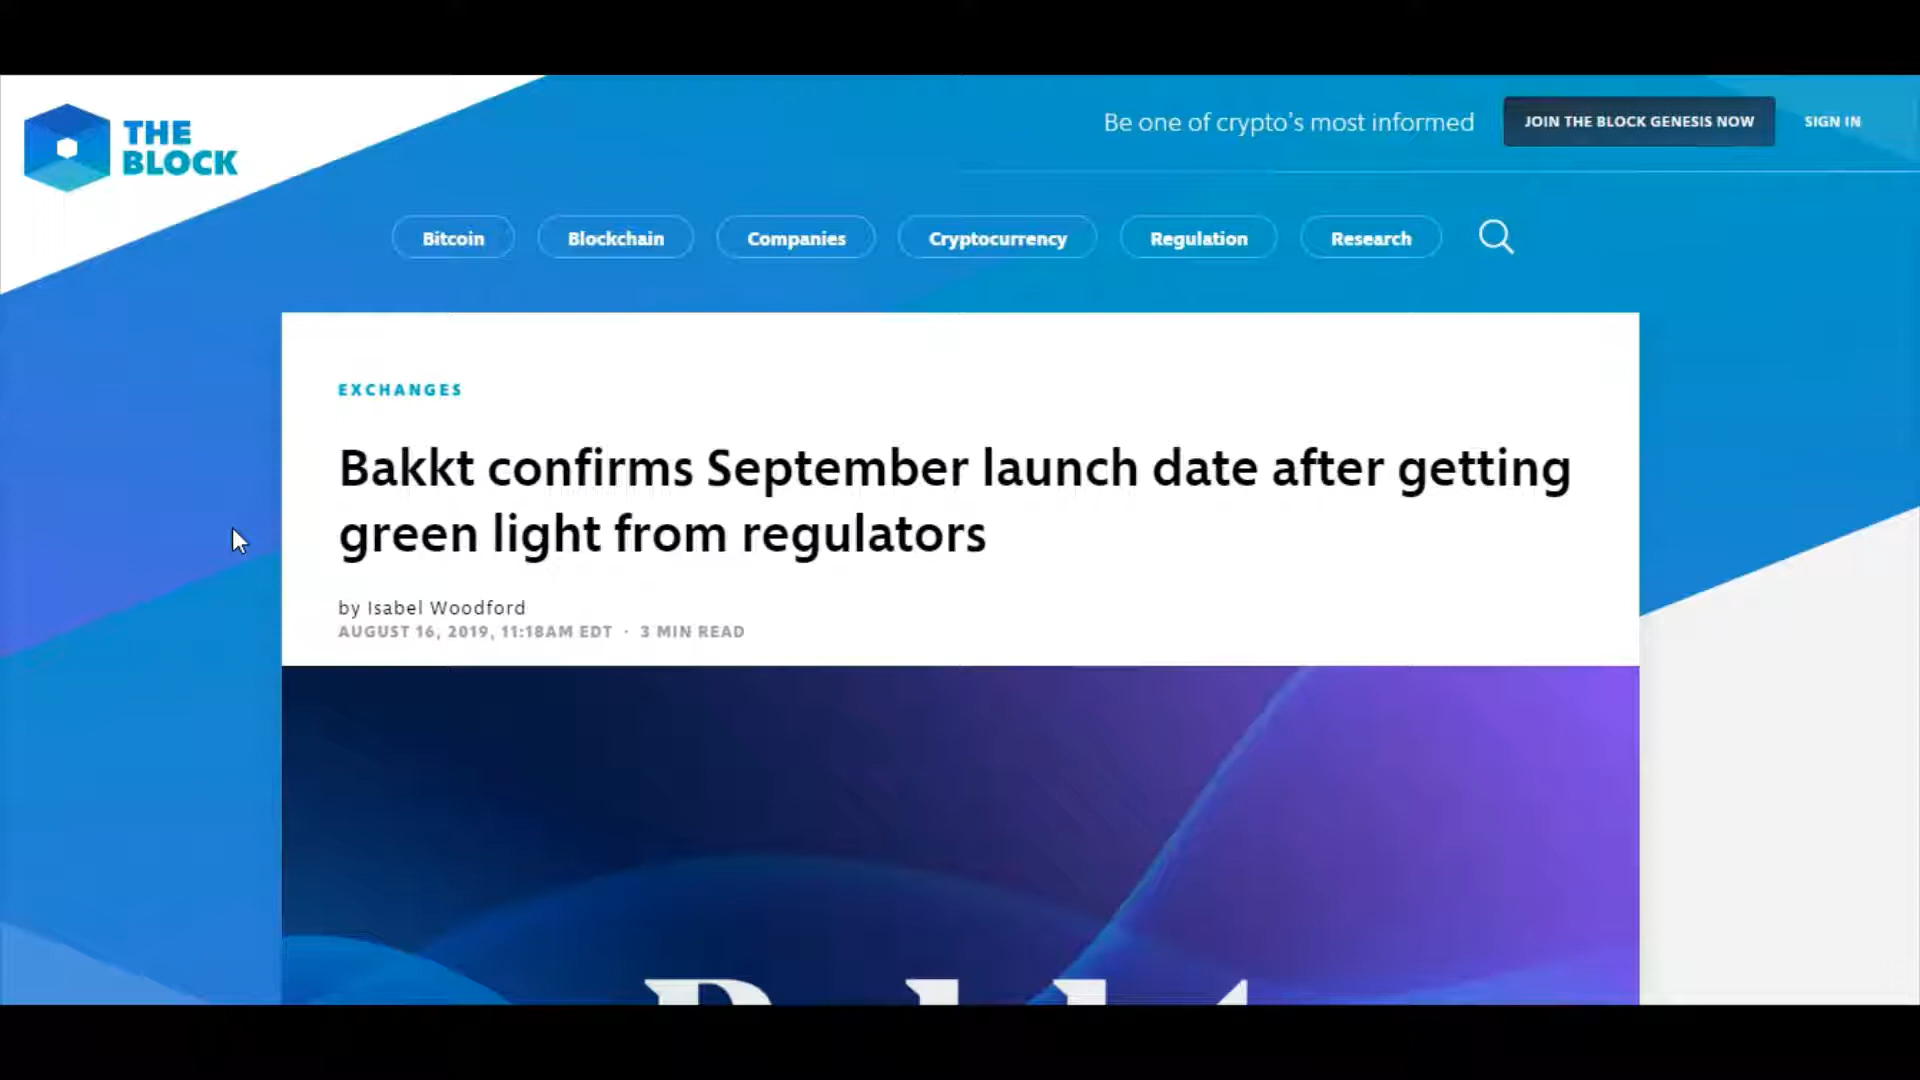 THE
BLOCK
Be one of crypto's most informed
JOIN THE BLOCK GENESIS NOW
SIGN IN
Bitcoin
Blockchain
Companies
Cryptocurrency
Regulation
Research
EXCHANGES
Bakkt confirms September launch date after getting
green light from regulators
by Isabel Woodford
AUGUST 16, 2019, 11:18AM EDT · 3 MIN READ
Bakkt